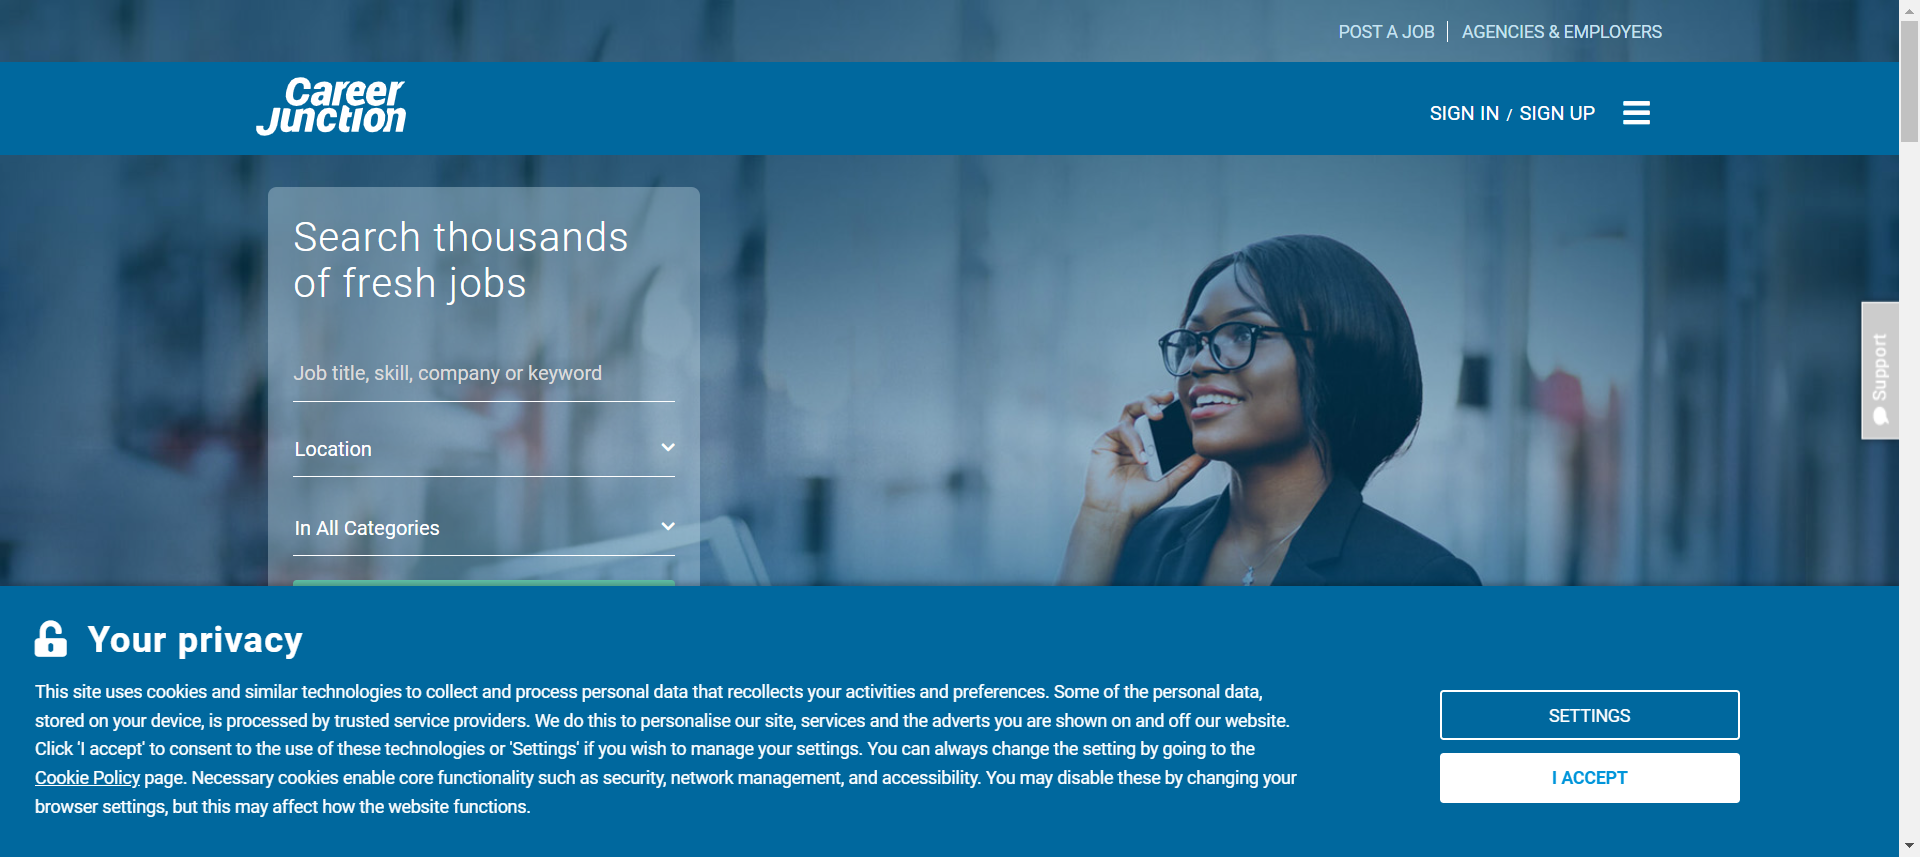 POST A JOB
AGENCIES & EMPLOYERS
Career
Junction
SIGN IN / SIGN UP
Search thousands
of fresh jobs
Job title, skill, company or keyword
Location
In All Categories
Support
Your privacy
This site uses cookies and similar technologies to collect and process personal data that recollects your activities and preferences. Some of the personal data,
stored on your device, is processed by trusted service providers. We do this to personalise our site, services and the adverts you are shown on and off our website.
Click 'I accept' to consent to the use of these technologies or 'Settings' if you wish to manage your settings. You can always change the setting by going to the
Cookie Policy page. Necessary cookies enable core functionality such as security, network management, and accessibility. You may disable these by changing your
browser settings, but this may affect how the website functions.
SETTINGS
I ACCEPT